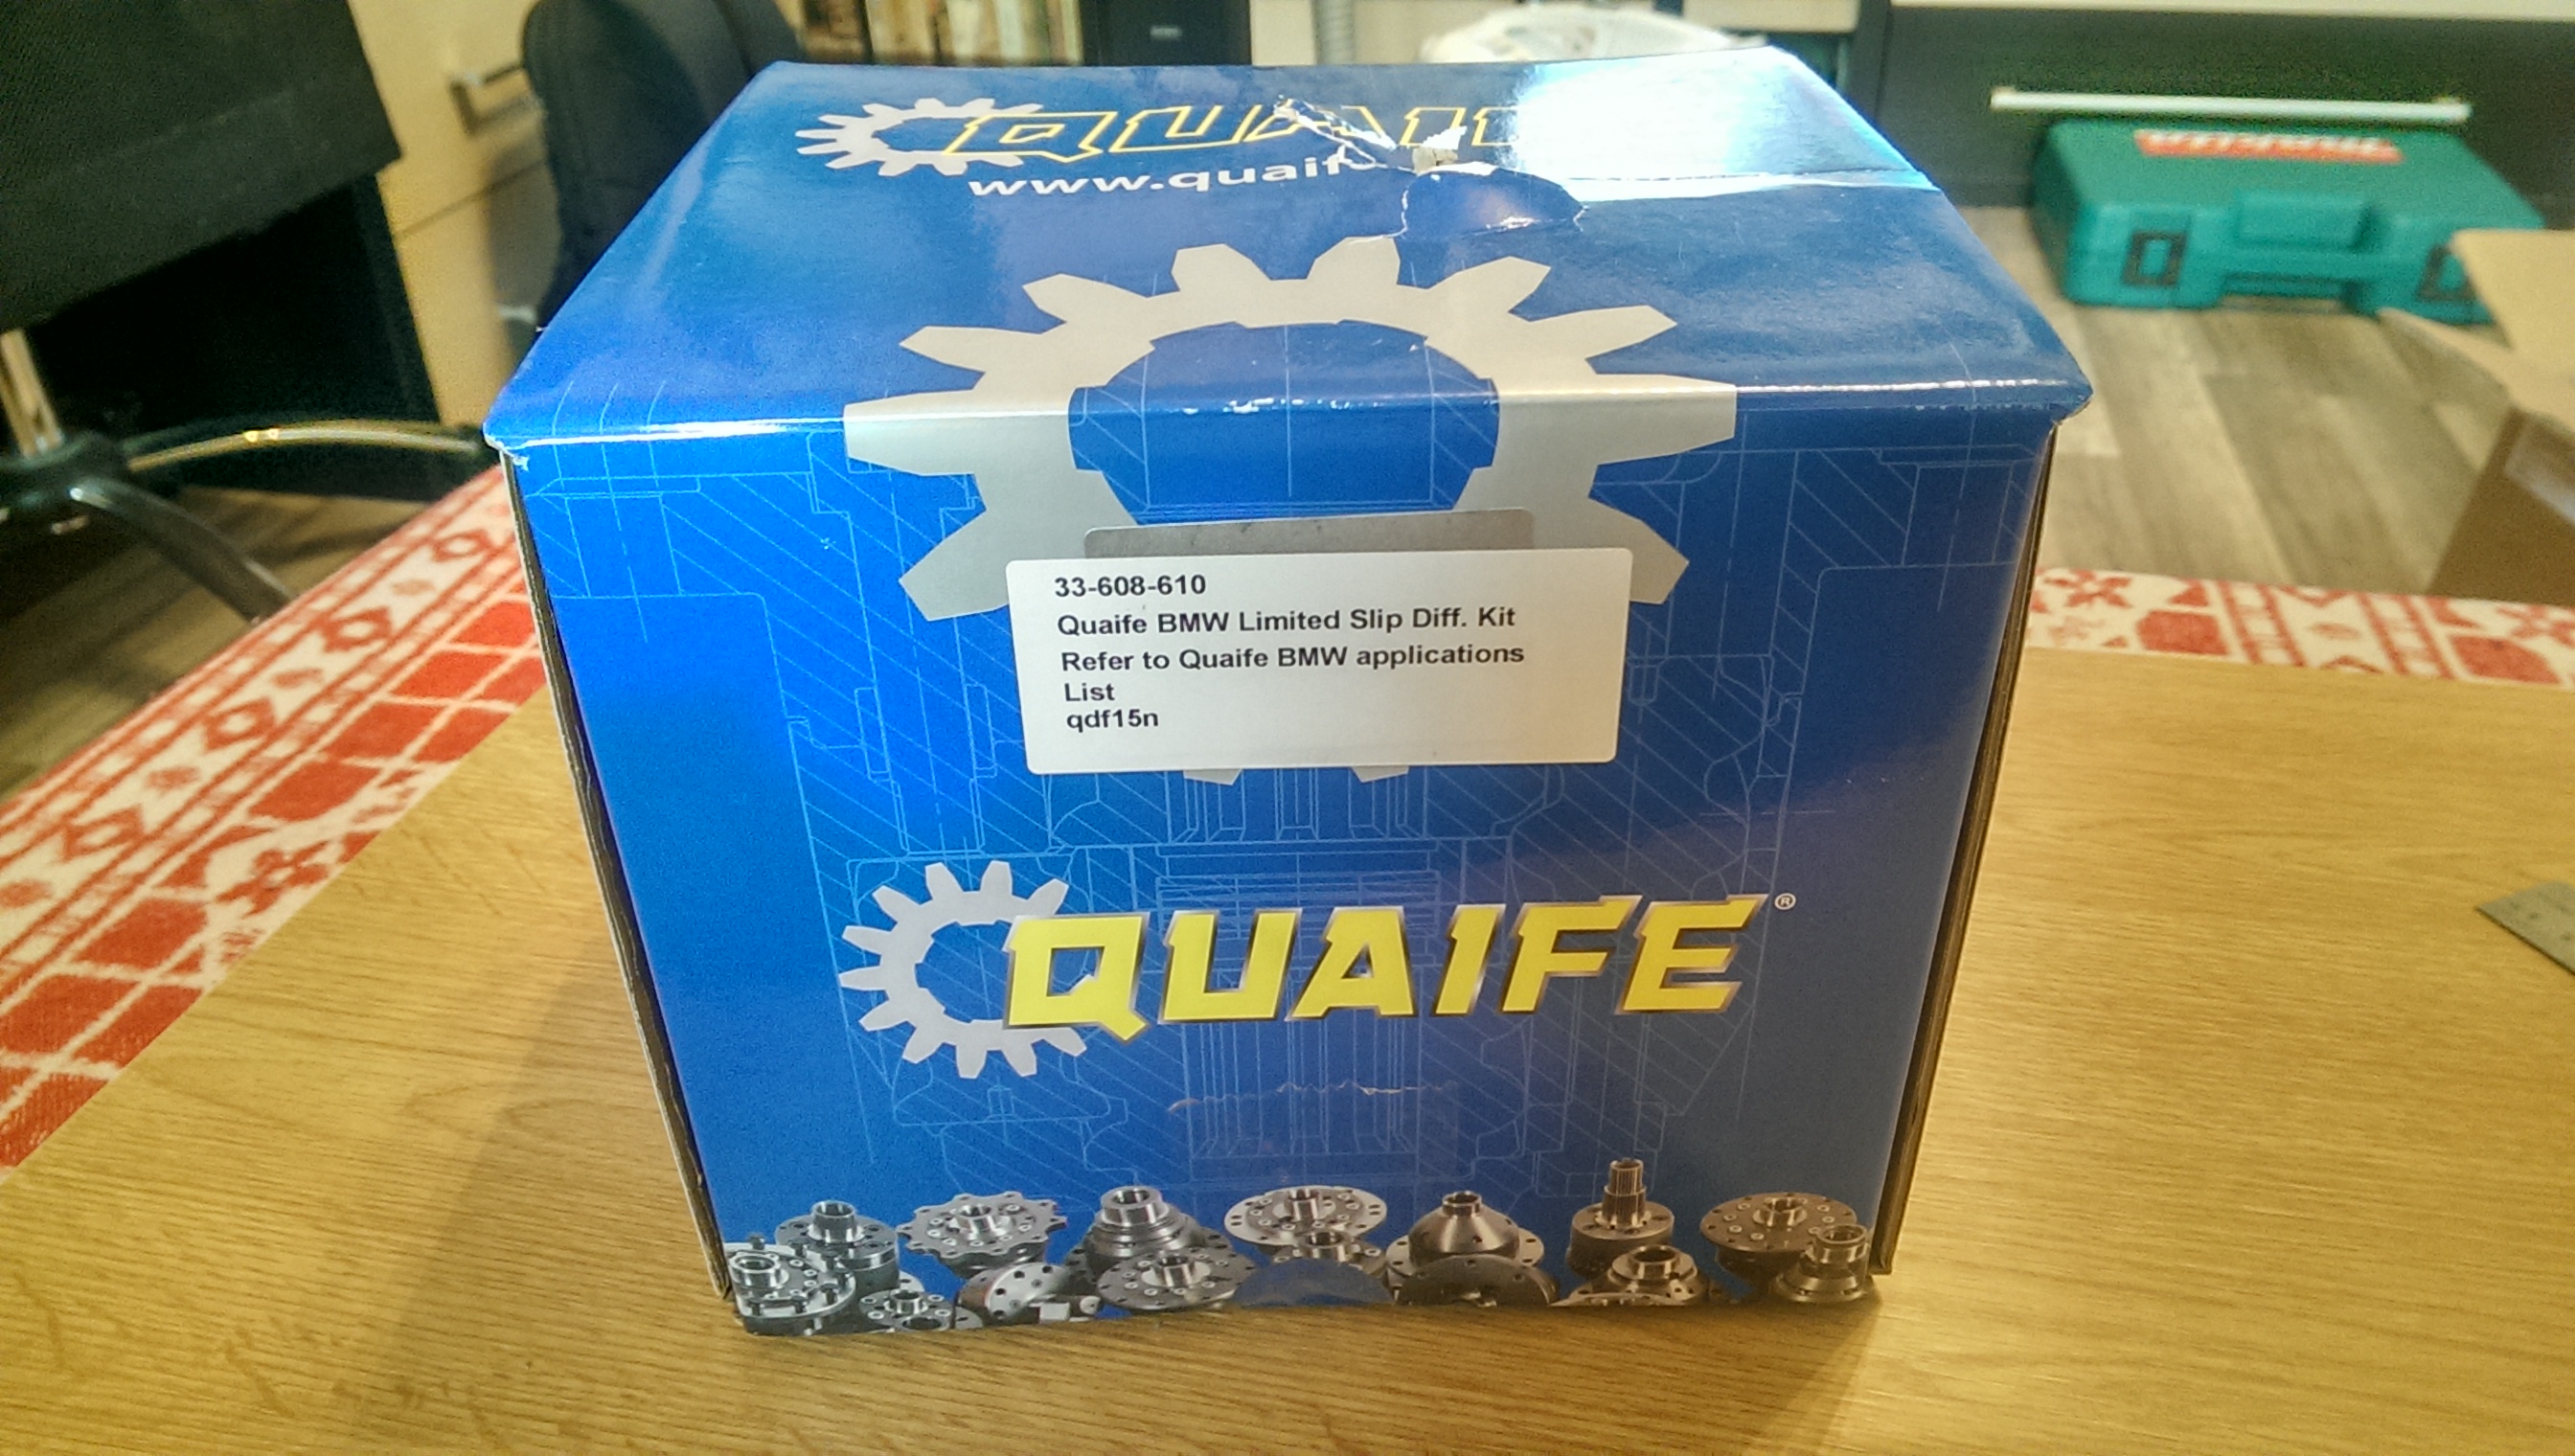 QUAIF
www.quaife
33-608-610
Quaife BMW Limited Slip Diff. Kit
Refer to Quaife BMW applications
List
qdf15n
QUAIFE®